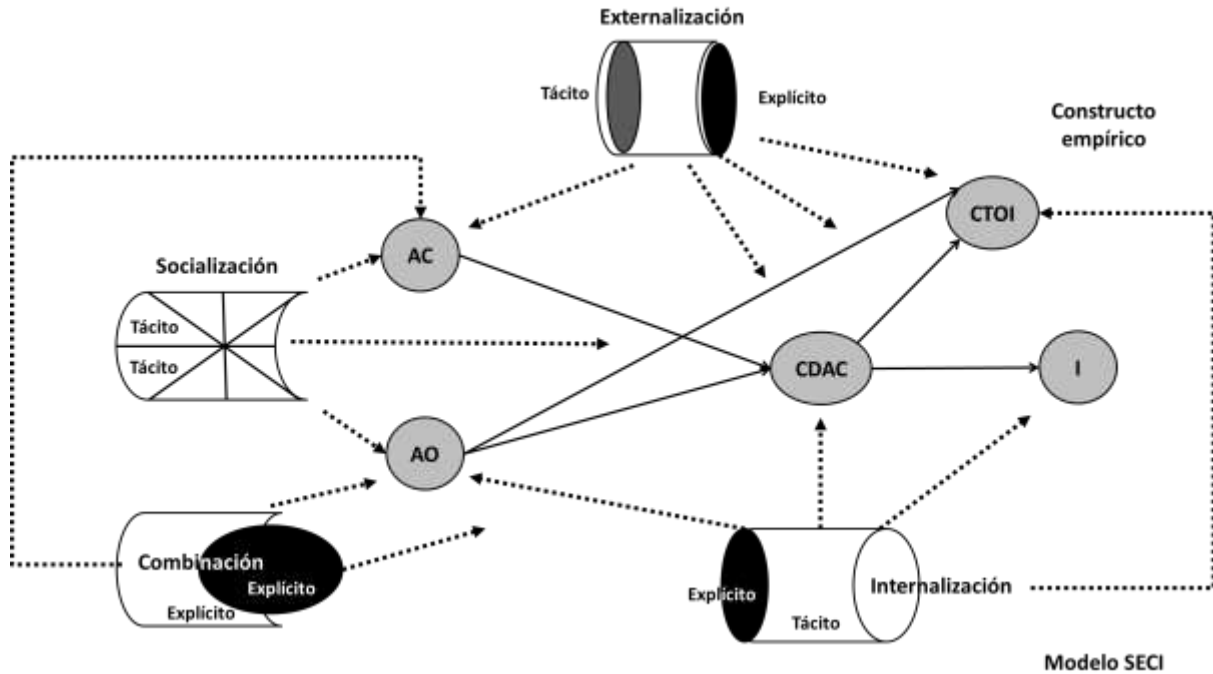 Externalización
Tácito
Explícito
Constructo
empírico
CTOI
AC
Socialización
Tácito
Tácito
CDAC
I
AO
Combinación
Explícito
Explícito
Explícito
Internalización
Tácito
Modelo SECI